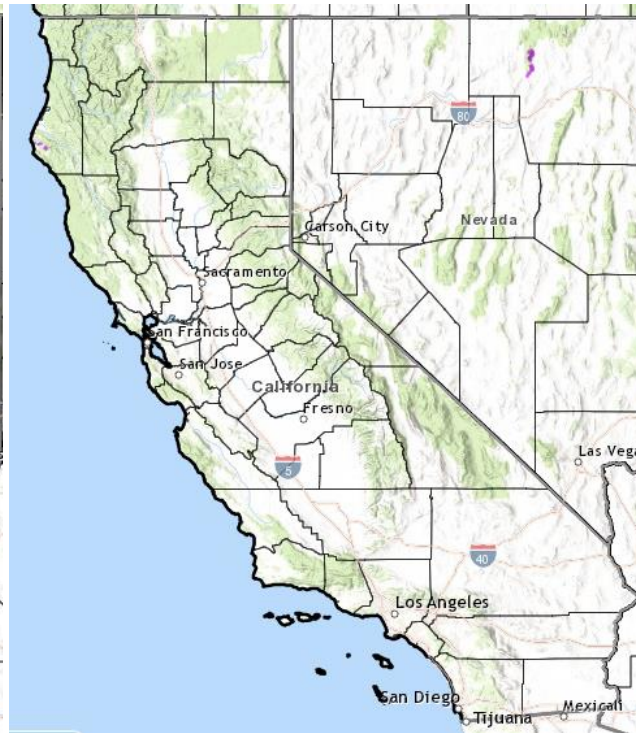 80
Nevada
Carson City
Sacramento
San Francisco
San Jose
California
Fresno
5
Las Vega
40
Los Angeles
San Diego
Tijuana
Mexicali